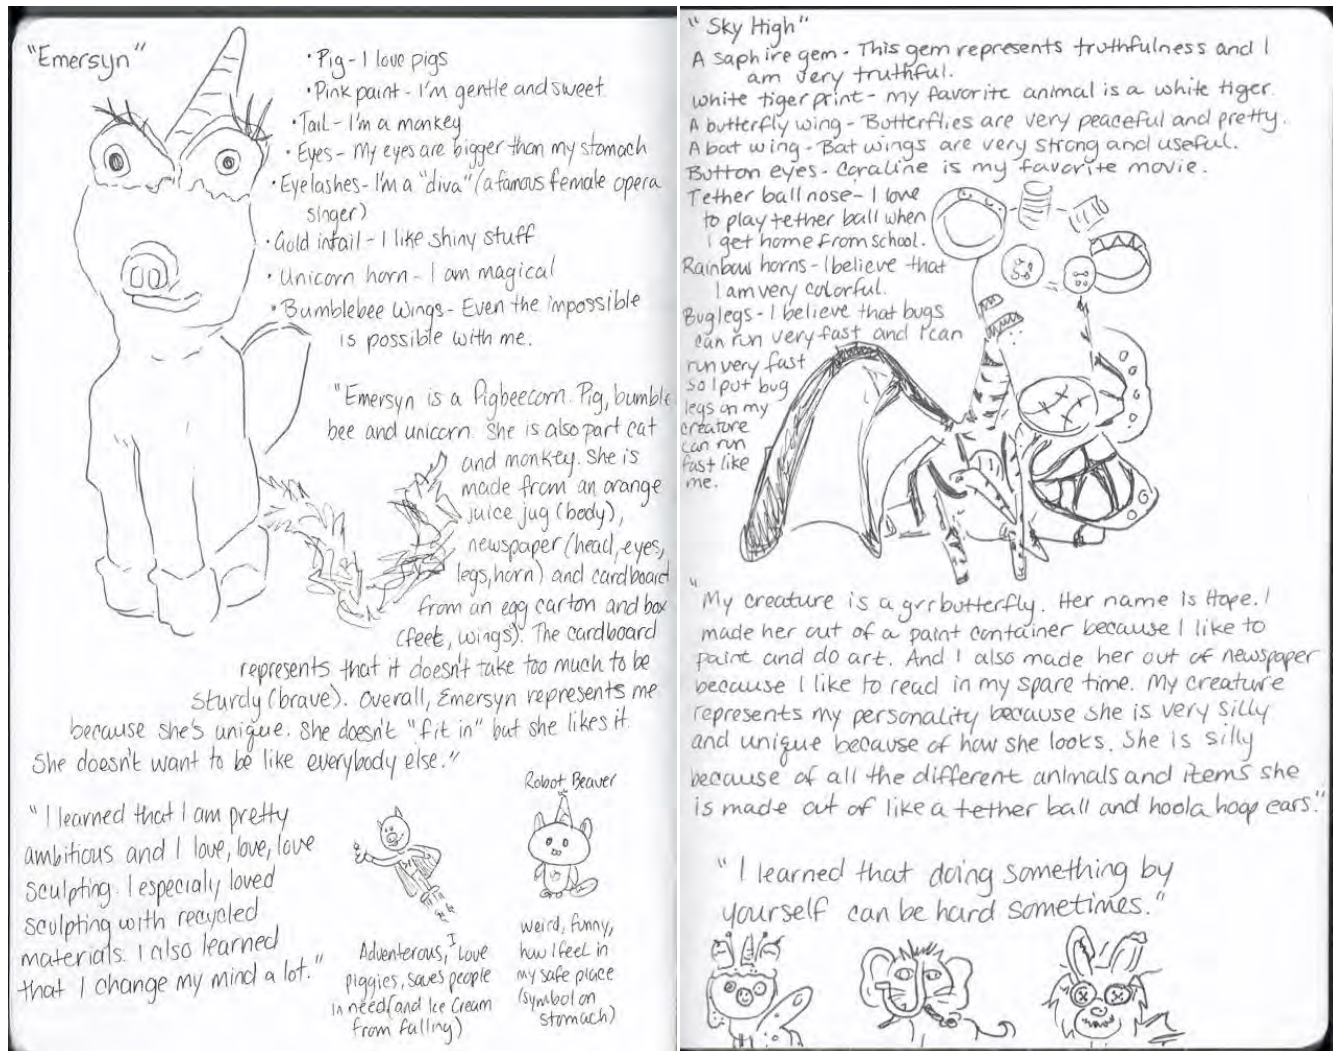 "Emersyn"
• Pig - I love pigs
• Pink paint - I'm gentle and sweet
• Tail - I'm a monkey
• Eyes - My eyes are bigger than my stomach
• Eyelashes - I'm a "diva" (a famous female opera
singer)
• Gold in tail - I like shiny stuff
• Unicorn horn - I am magical
• Bumblebee Wings - Even the impossible
is possible with me.
"Emersyn is a Pigbeecorn. Pig, bumble
bee and unicorn. She is also part cat
and monkey. She is
made from an orange
juice jug (body),
newspaper (head, eyes,
legs, horn) and cardboard
from an egg carton and box
(feet, wings). The cardboard
represents that it doesn't take too much to be
sturdy (brave). Overall, Emersyn represents me
because she's unique. She doesn't "fit in" but she likes it.
She doesn't want to be like everybody else."
"I learned that I am pretty
ambitious and I love, love, love
sculpting. I especialy loved
sculpting with recycled
materials. I also learned
that I change my mind a lot."
Adventerous, I love
piggies, saves people
in need (and Ice Cream
from falling)
Robot Beaver
weird, funny,
how I feel in
my safe place
(symbol on
stomach)
"Sky High"
A saphire gem - This gem represents truthfulness and I
am very truthful.
White tiger print - my favorite animal is a white tiger.
A butterfly wing - Butterflies are very peaceful and pretty.
A bat wing - Bat wings are very strong and useful.
Button eyes - Coraline is my favorite movie.
Tether ball nose - I love
to play tether ball when
I get home from school.
Rainbow horns - I believe that
I am very colorful.
Bug legs - I believe that bugs
can run very fast and I can
run very fast
so I put bug
legs on my
creature
can run
fast like
me.
"My creature is a grrbutterfly. Her name is Hope. I
made her out of a paint container because I like to
paint and do art. And I also made her out of newspaper
because I like to read in my spare time. My creature
represents my personality because she is very silly
and unique because of how she looks. She is silly
because of all the different animals and items she
is made out of like a tether ball and hoola hoop ears."
"I learned that doing something by
yourself can be hard sometimes."